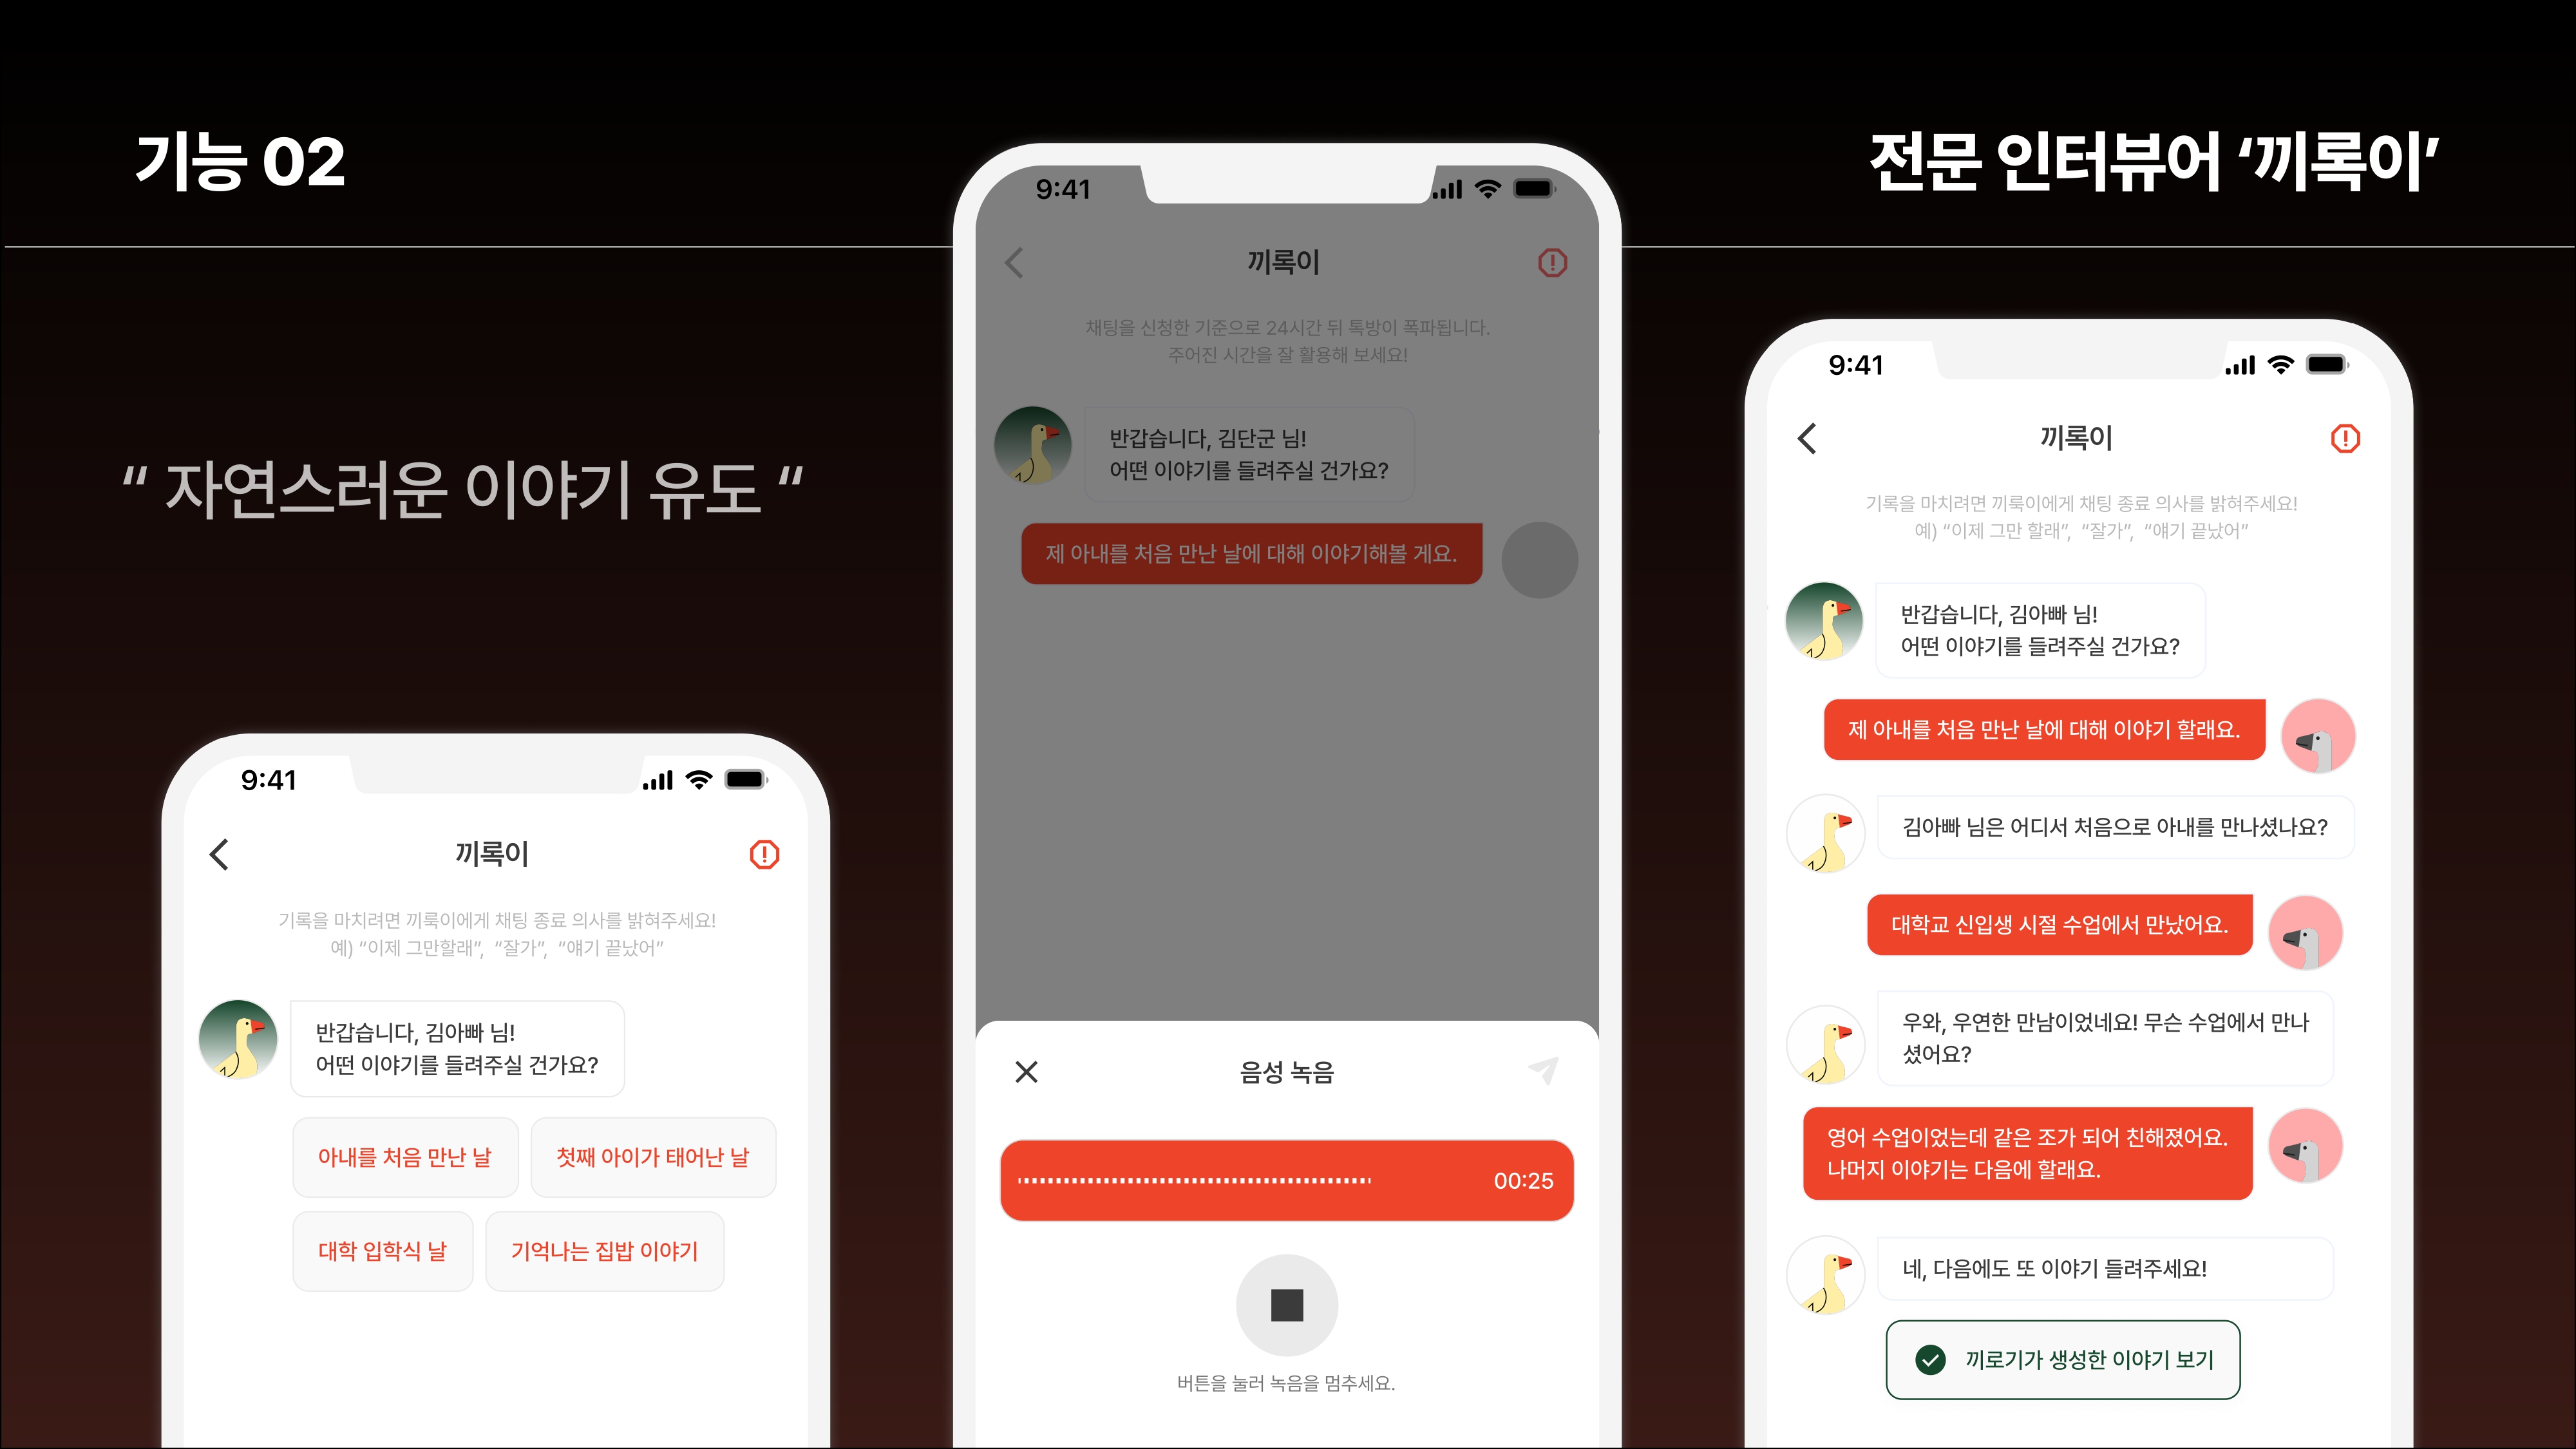 기능 02
전문 인터뷰어 ‘끼록이’
“ 자연스러운 이야기 유도 “
9:41
끼록이
기록을 마치려면 끼룩이에게 채팅 종료 의사를 밝혀주세요!
예) “이제 그만할래”, “잘가”, “얘기 끝났어”
반갑습니다, 김아빠 님!
어떤 이야기를 들려주실 건가요?
아내를 처음 만난 날
첫째 아이가 태어난 날
대학 입학식 날
기억나는 집밥 이야기
9:41
끼록이
채팅을 신청한 기준으로 24시간 뒤 톡방이 폭파됩니다.
주어진 시간을 잘 활용해 보세요!
반갑습니다, 김단군 님!
어떤 이야기를 들려주실 건가요?
제 아내를 처음 만난 날에 대해 이야기해볼 게요.
음성 녹음
00:25
버튼을 눌러 녹음을 멈추세요.
9:41
끼록이
기록을 마치려면 끼룩이에게 채팅 종료 의사를 밝혀주세요!
예) “이제 그만 할래”, “잘가”, “얘기 끝났어”
반갑습니다, 김아빠 님!
어떤 이야기를 들려주실 건가요?
제 아내를 처음 만난 날에 대해 이야기 할래요.
김아빠 님은 어디서 처음으로 아내를 만나셨나요?
대학교 신입생 시절 수업에서 만났어요.
우와, 우연한 만남이었네요! 무슨 수업에서 만나
셨어요?
영어 수업이었는데 같은 조가 되어 친해졌어요.
나머지 이야기는 다음에 할래요.
네, 다음에도 또 이야기 들려주세요!
끼로기가 생성한 이야기 보기